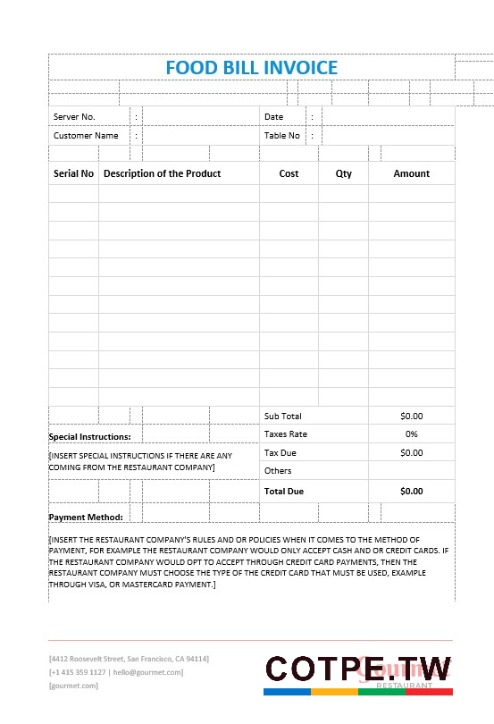 FOOD BILL INVOICE
Server No. : Date :
Customer Name : Table No :
Serial No Description of the Product Cost Qty Amount
Sub Total $0.00
Special Instructions: Taxes Rate 0%
[INSERT SPECIAL INSTRUCTIONS IF THERE ARE ANY
COMING FROM THE RESTAURANT COMPANY]
Tax Due $0.00
Others
Total Due $0.00
Payment Method:
[INSERT THE RESTAURANT COMPANY'S RULES AND OR POLICIES WHEN IT COMES TO THE METHOD OF
PAYMENT, FOR EXAMPLE THE RESTAURANT COMPANY WOULD ONLY ACCEPT CASH AND OR CREDIT CARDS. IF
THE RESTAURANT COMPANY WOULD OPT TO ACCEPT THROUGH CREDIT CARD PAYMENTS, THEN THE
RESTAURANT COMPANY MUST CHOOSE THE TYPE OF THE CREDIT CARD THAT MUST BE USED, EXAMPLE
THROUGH VISA, OR MASTERCARD PAYMENT.]
[4412 Roosevelt Street, San Francisco, CA 94114]
[+1 415 359 1127 | hello@gourmet.com]
[gourmet.com]
Gourmet
COTPE.TW
RESTAURANT